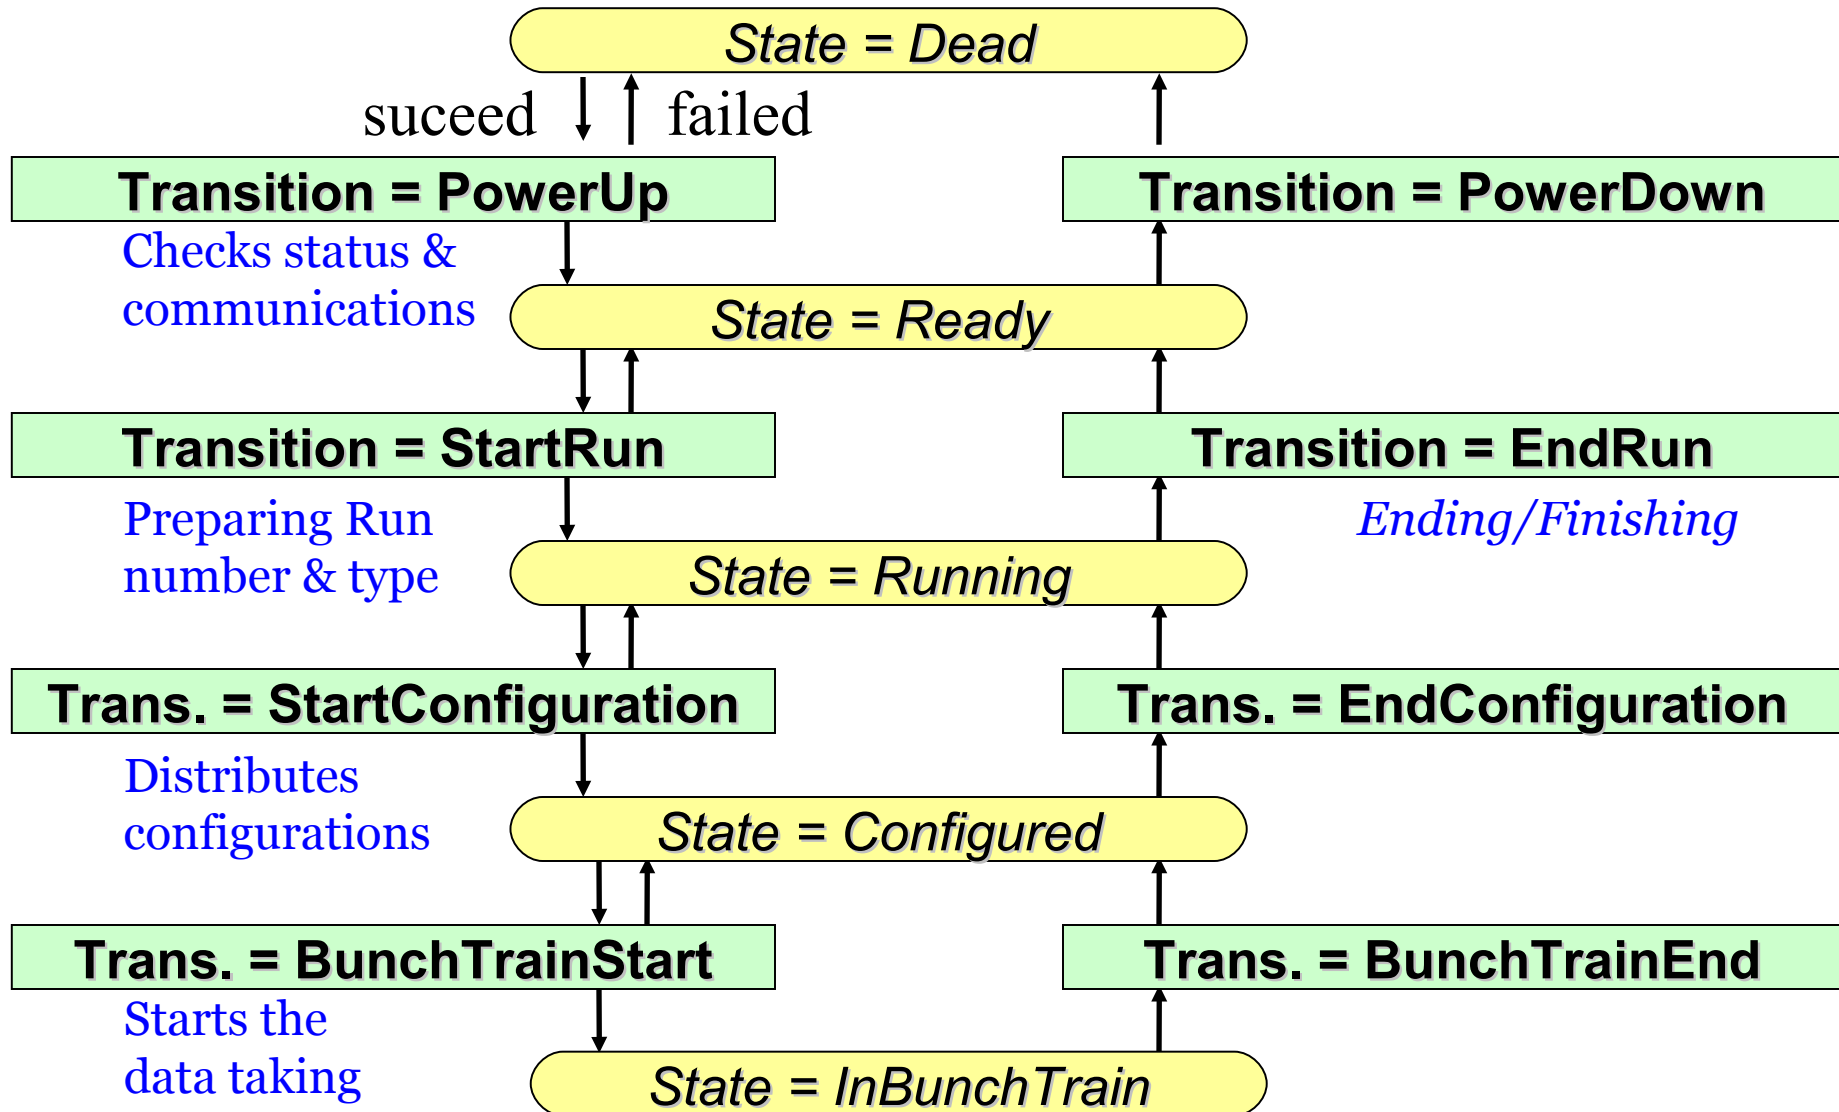 State = Dead
suceed
failed
Transition = PowerUp
Transition = PowerDown
Checks status &
communications
State = Ready
Transition = StartRun
Transition = EndRun
Preparing Run
number & type
Ending/Finishing
State = Running
Trans. = StartConfiguration
Trans. = EndConfiguration
Distributes
configurations
State = Configured
Trans. = BunchTrainStart
Trans. = BunchTrainEnd
Starts the
data taking
State = InBunchTrain